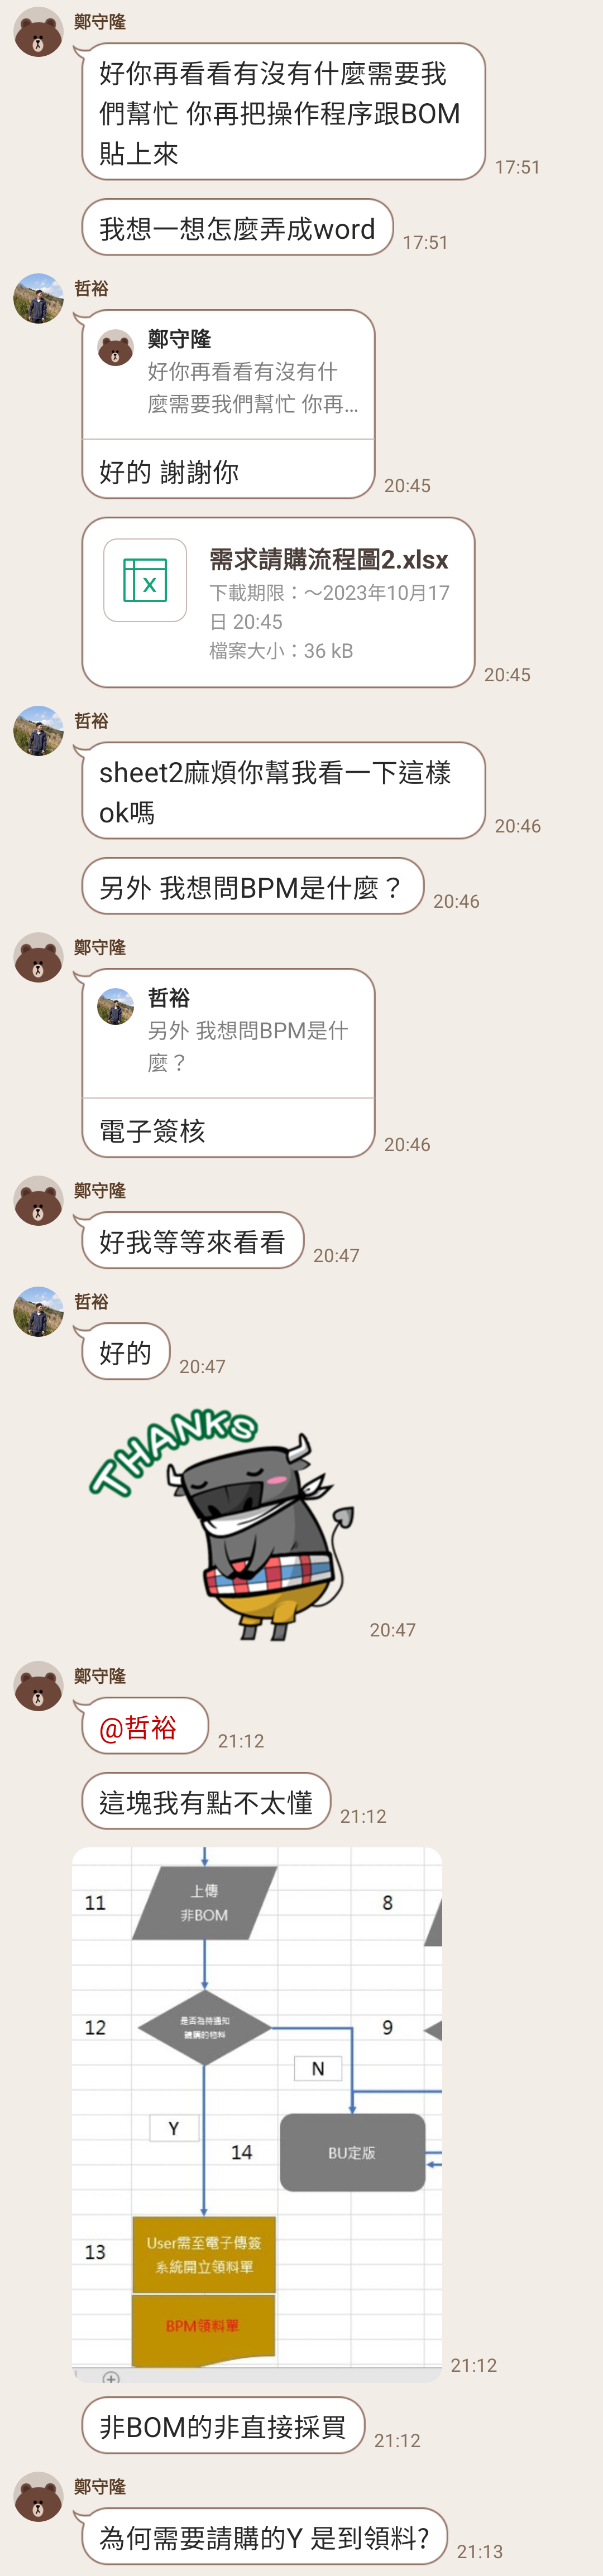 鄭守隆
好你再看看有沒有什麼需要我
們幫忙 你再把操作程序跟BOM
貼上來
17:51
我想一想怎麼弄成word
17:51
哲裕
鄭守隆
好你再看看有沒有什
麼需要我們幫忙 你再...
好的 謝謝你
20:45
需求請購流程圖2.xlsx
下載期限：～2023年10月17
日 20:45
檔案大小：36 kB
20:45
哲裕
sheet2麻煩你幫我看一下這樣
ok嗎
20:46
另外 我想問BPM是什麼？
20:46
鄭守隆
哲裕
另外 我想問BPM是什
麼？
電子簽核
20:46
鄭守隆
好我等等來看看
20:47
哲裕
好的
20:47
THANKS
20:47
鄭守隆
@哲裕
21:12
這塊我有點不太懂
21:12
11
上傳
非BOM
8
12
是否為待通知
請購的物料
9
N
Y
14
BU定版
13
User需至電子傳簽
系統開立領料單
BPM領料單
21:12
非BOM的非直接採買
21:12
鄭守隆
為何需要請購的Y 是到領料?
21:13